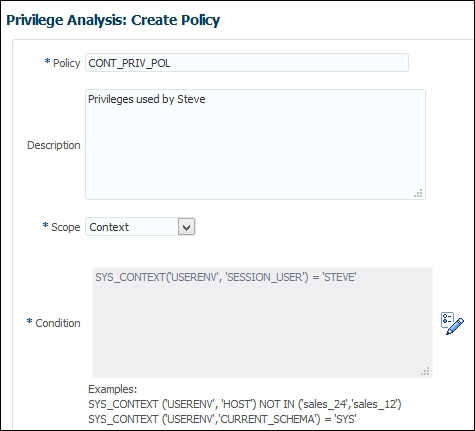 Privilege Analysis: Create Policy
* Policy CONT_PRIV_POL
Description Privileges used by Steve
* Scope Context
* Condition SYS_CONTEXT('USERENV', 'SESSION_USER') = 'STEVE'
Examples:
SYS_CONTEXT ('USERENV', 'HOST') NOT IN ('sales_24','sales_12')
SYS_CONTEXT ('USERENV','CURRENT_SCHEMA') = 'SYS'